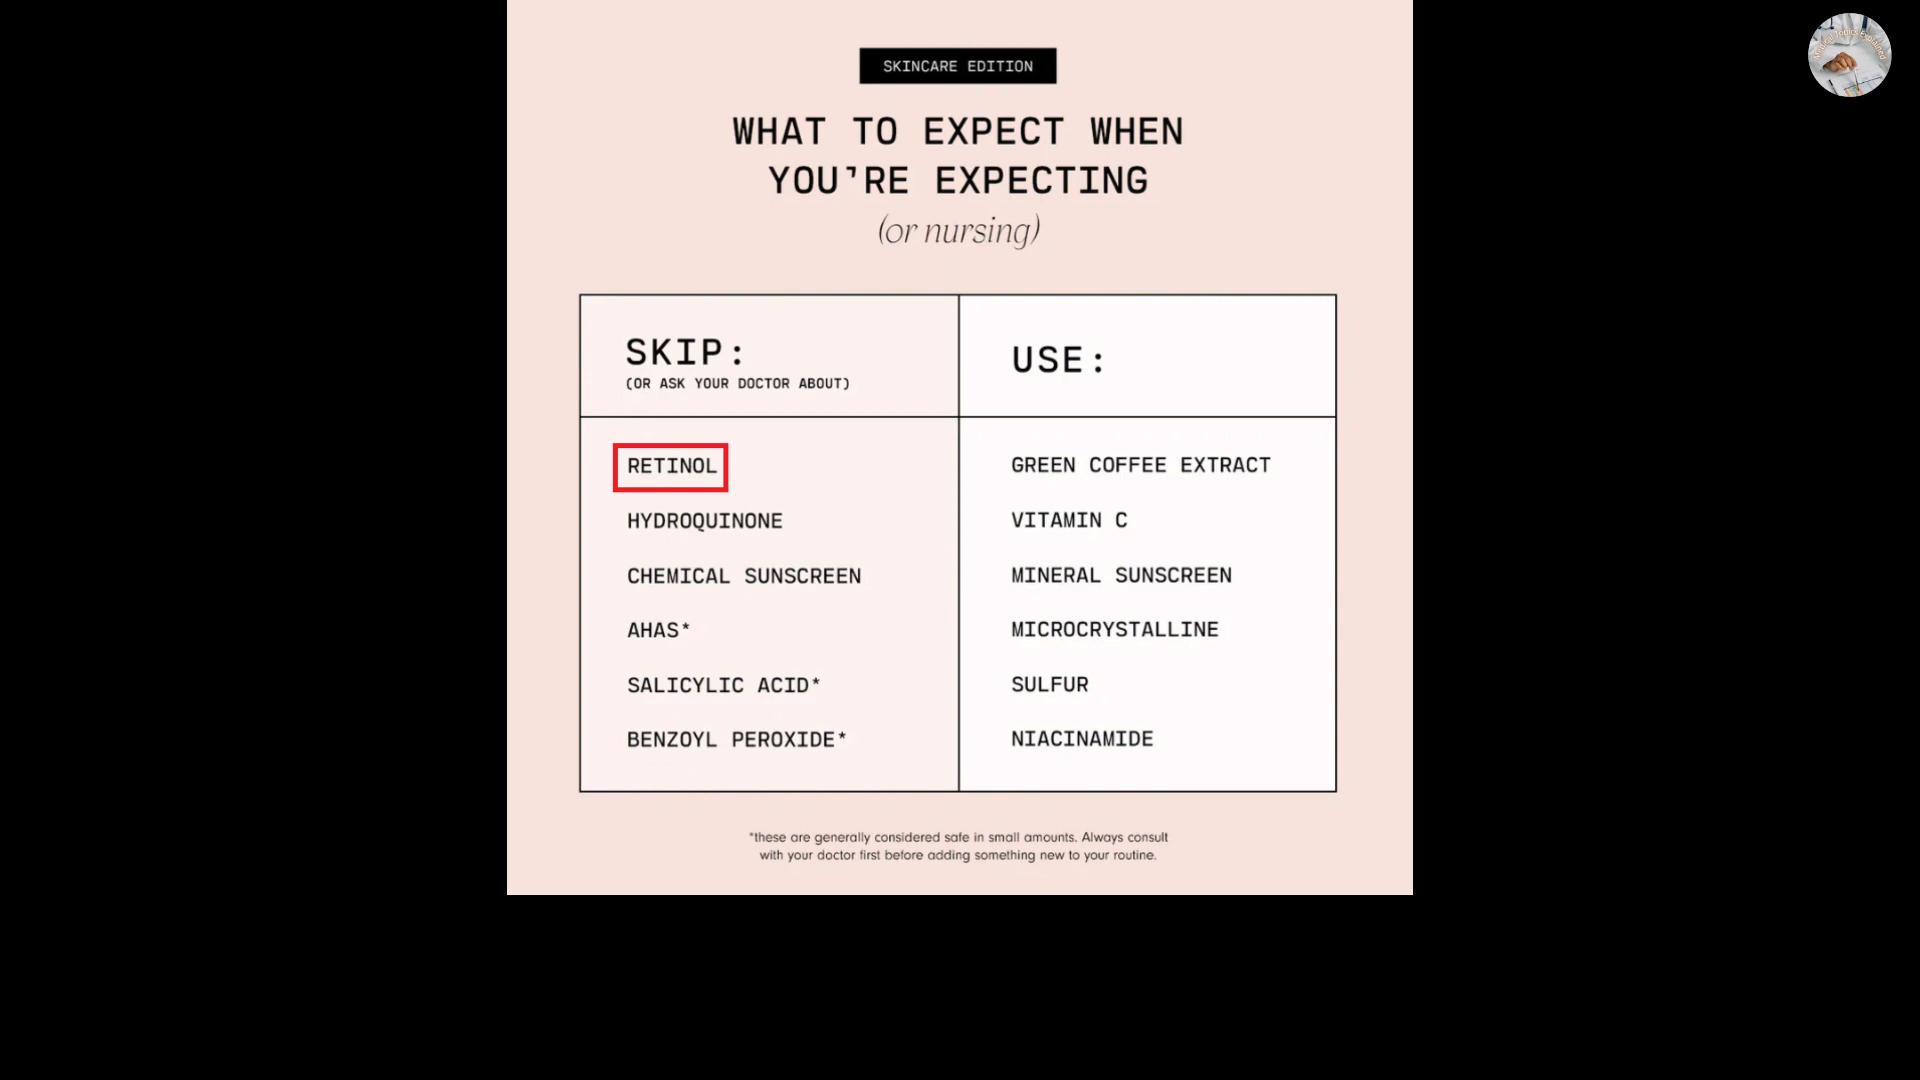 SKINCARE EDITION
WHAT TO EXPECT WHEN
YOU'RE EXPECTING
(or nursing)
SKIP:
(OR ASK YOUR DOCTOR ABOUT)
RETINOL
HYDROQUINONE
CHEMICAL SUNSCREEN
AHAS*
SALICYLIC ACID*
BENZOYL PEROXIDE*
USE:
GREEN COFFEE EXTRACT
VITAMIN C
MINERAL SUNSCREEN
MICROCRYSTALLINE
SULFUR
NIACINAMIDE
*these are generally considered safe in small amounts. Always consult
with your doctor first before adding something new to your routine.
Medical Topics Explained